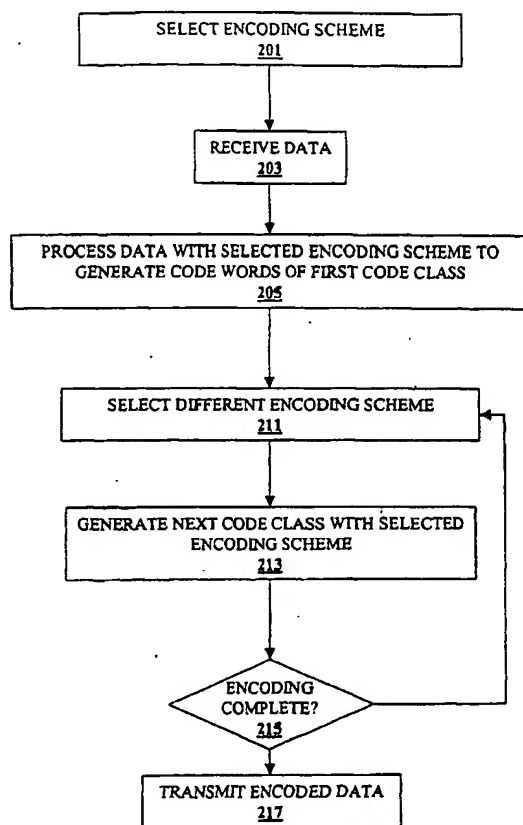 SELECT ENCODING SCHEME
201
RECEIVE DATA
203
PROCESS DATA WITH SELECTED ENCODING SCHEME TO
GENERATE CODE WORDS OF FIRST CODE CLASS
205
SELECT DIFFERENT ENCODING SCHEME
211
GENERATE NEXT CODE CLASS WITH SELECTED
ENCODING SCHEME
213
ENCODING
COMPLETE?
215
TRANSMIT ENCODED DATA
217